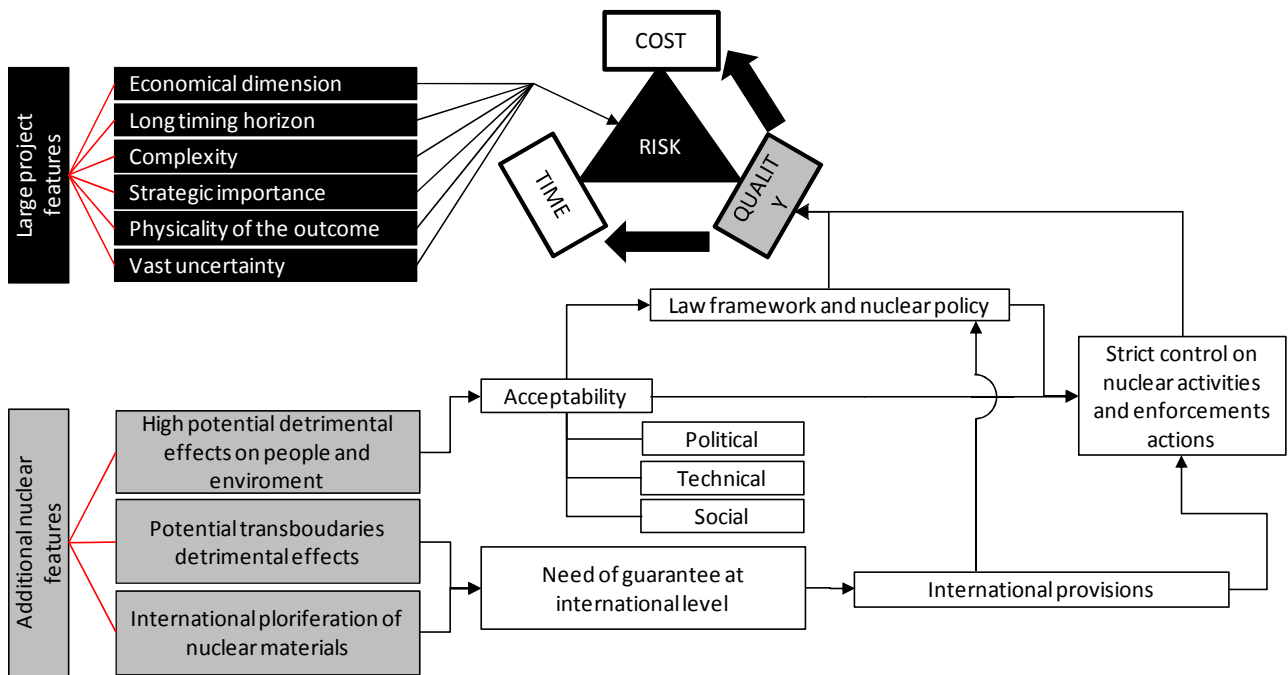 COST
Large project
features
Economical dimension
Long timing horizon
Complexity
Strategic importance
Physicality of the outcome
Vast uncertainty
RISK
TIME
QUALIT
Y
Law framework and nuclear policy
Strict control on
nuclear activities
and enforcements
actions
Acceptability
Political
Technical
Social
Additional nuclear
features
High potential detrimental
effects on people and
enviroment
Potential transboudaries
detrimental effects
International ploriferation of
nuclear materials
Need of guarantee at
international level
International provisions